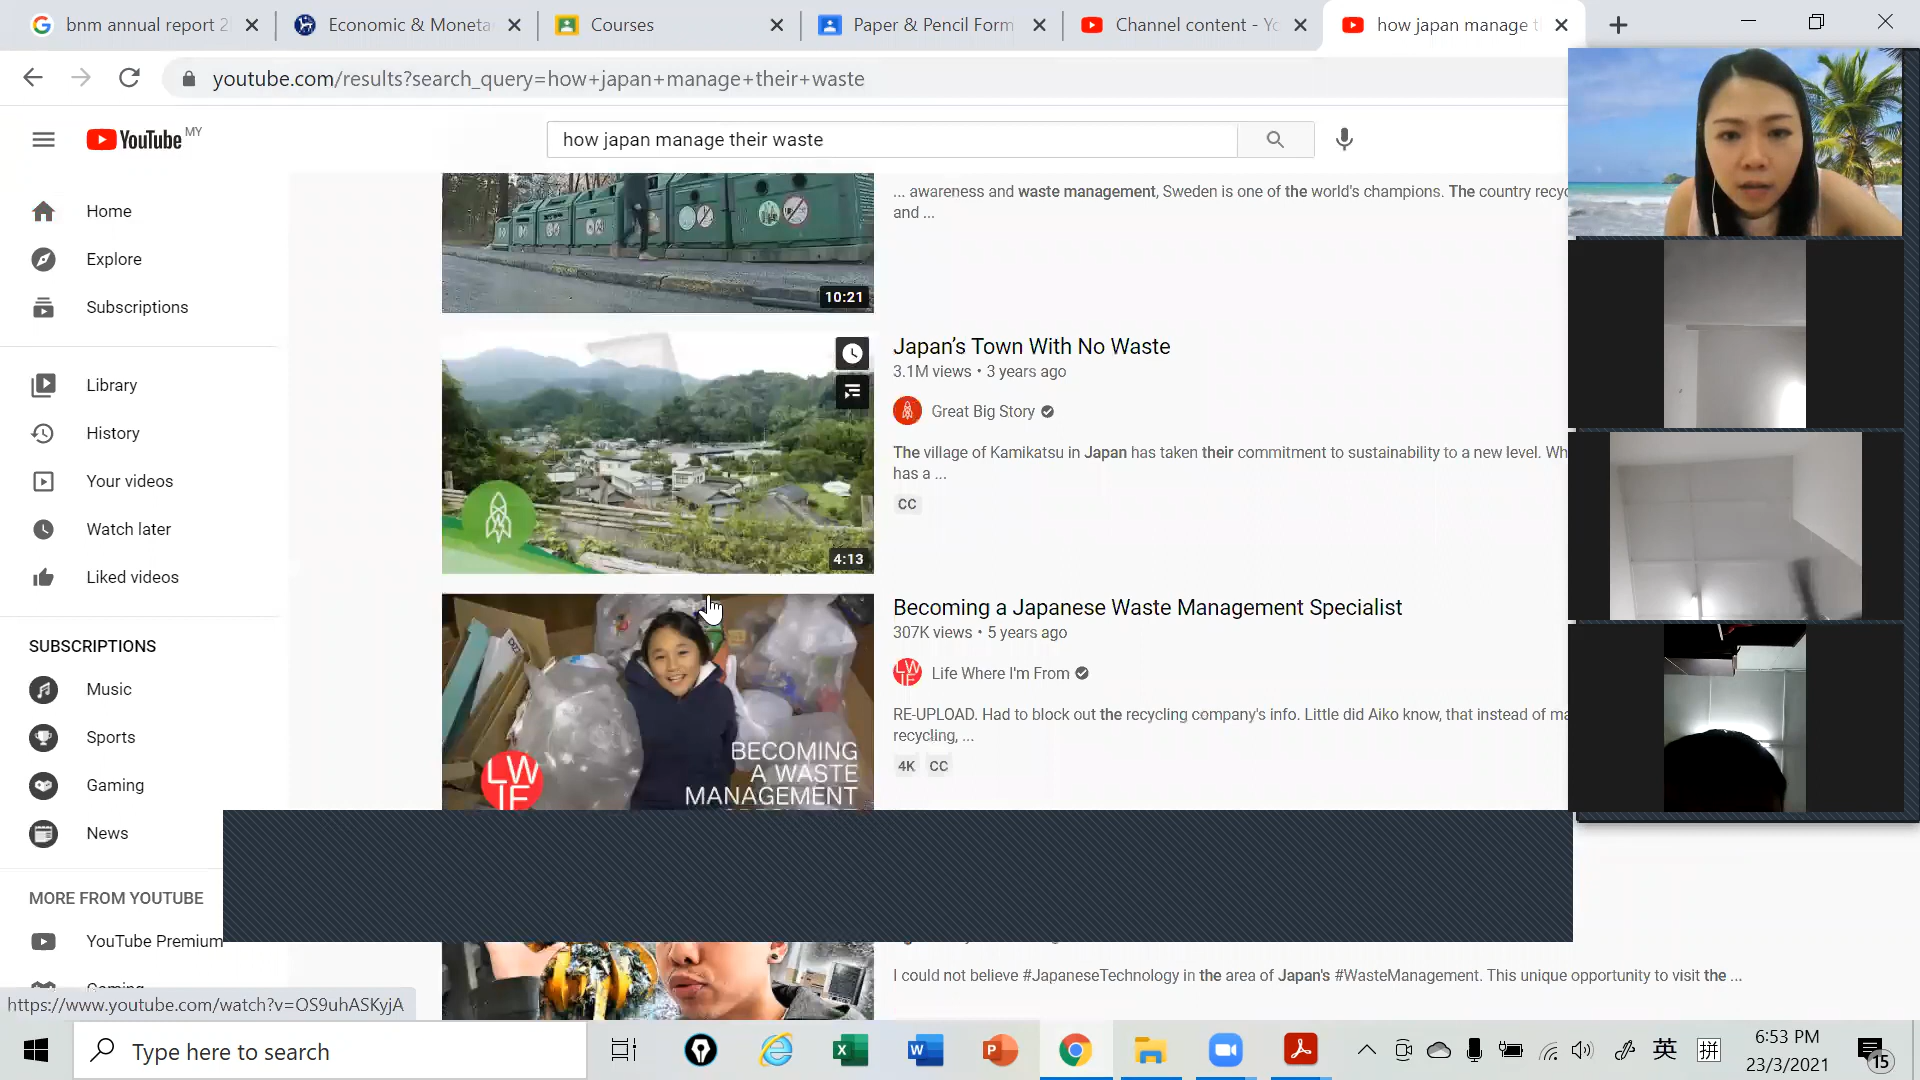 bnm annual report 2
Economic & Moneta
Courses
Paper & Pencil Form
Channel content - Yo
how japan manage t
youtube.com/results?search_query=how+japan+manage+their+waste
YouTube MY
how japan manage their waste
Home
Explore
Subscriptions
Library
History
Your videos
Watch later
Liked videos
SUBSCRIPTIONS
Music
Sports
Gaming
News
MORE FROM YOUTUBE
YouTube Premium
Gaming
... awareness and waste management, Sweden is one of the world's champions. The country recy
and ...
10:21
Japan's Town With No Waste
3.1M views • 3 years ago
Great Big Story
The village of Kamikatsu in Japan has taken their commitment to sustainability to a new level. Wh
has a ...
CC
4:13
Becoming a Japanese Waste Management Specialist
307K views • 5 years ago
Life Where I'm From
RE-UPLOAD. Had to block out the recycling company's info. Little did Aiko know, that instead of ma
recycling, ...
4K CC
LW
IF
BECOMING
A WASTE
MANAGEMENT
I could not believe #JapaneseTechnology in the area of Japan's #WasteManagement. This unique opportunity to visit the ...
https://www.youtube.com/watch?v=OS9uhASKyjA
Type here to search
英
拼
6:53 PM
23/3/2021
15